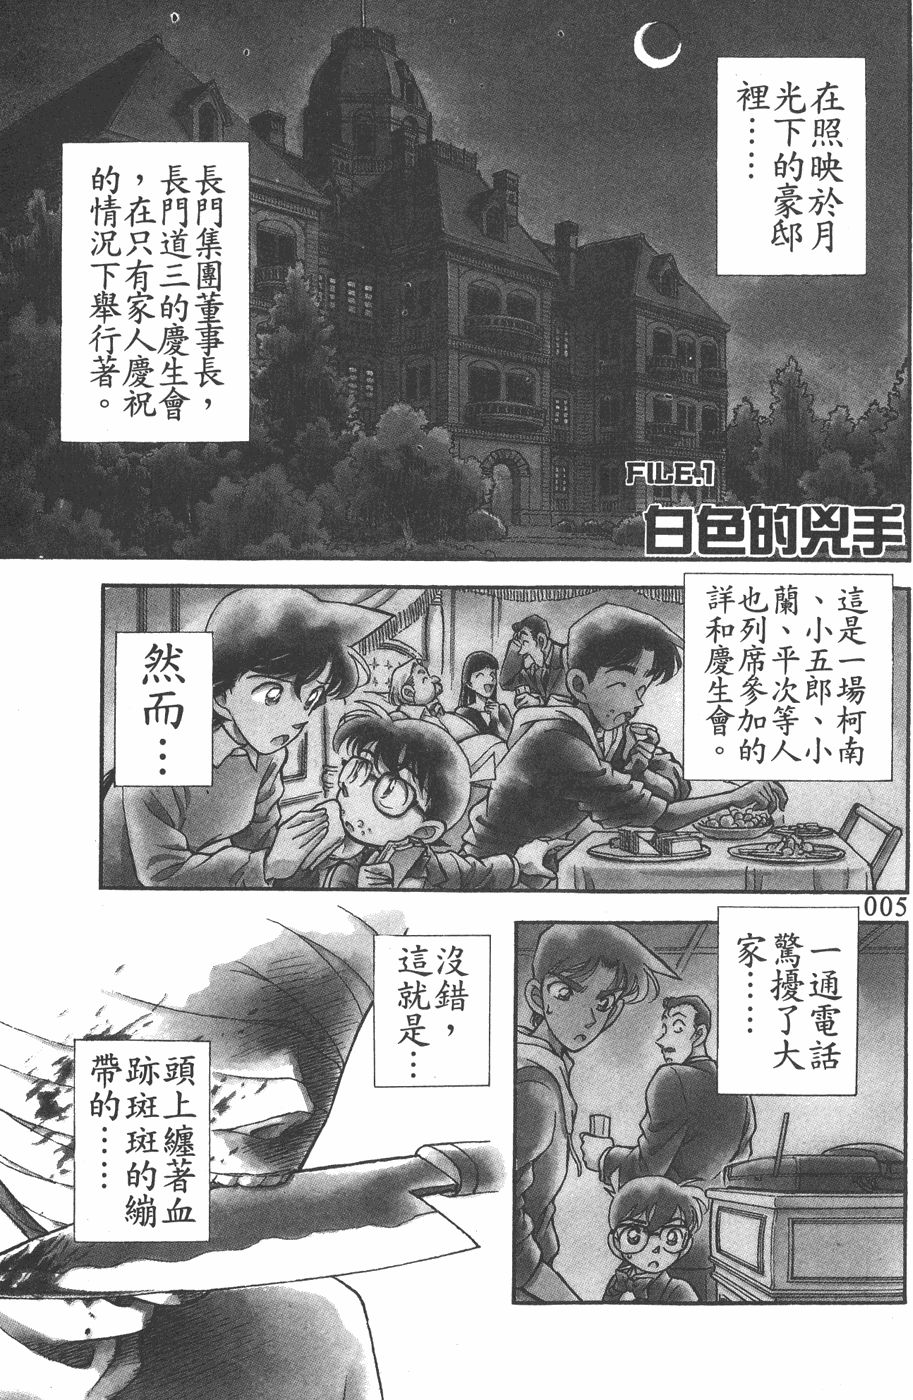 在照映於月
光下的豪邸
裡……
長門集團董事長，
長門道三的慶生會
，在只有家人慶祝
的情況下舉行著。
FILE.1
白色的兇手
這是一場柯南
、小五郎、小
蘭、平次等人
也列席參加的
詳和慶生會。
然而…
005
一通電話
驚擾了大
家……
沒錯，
這就是…
頭上纏著血
跡斑斑的繃
帶的……